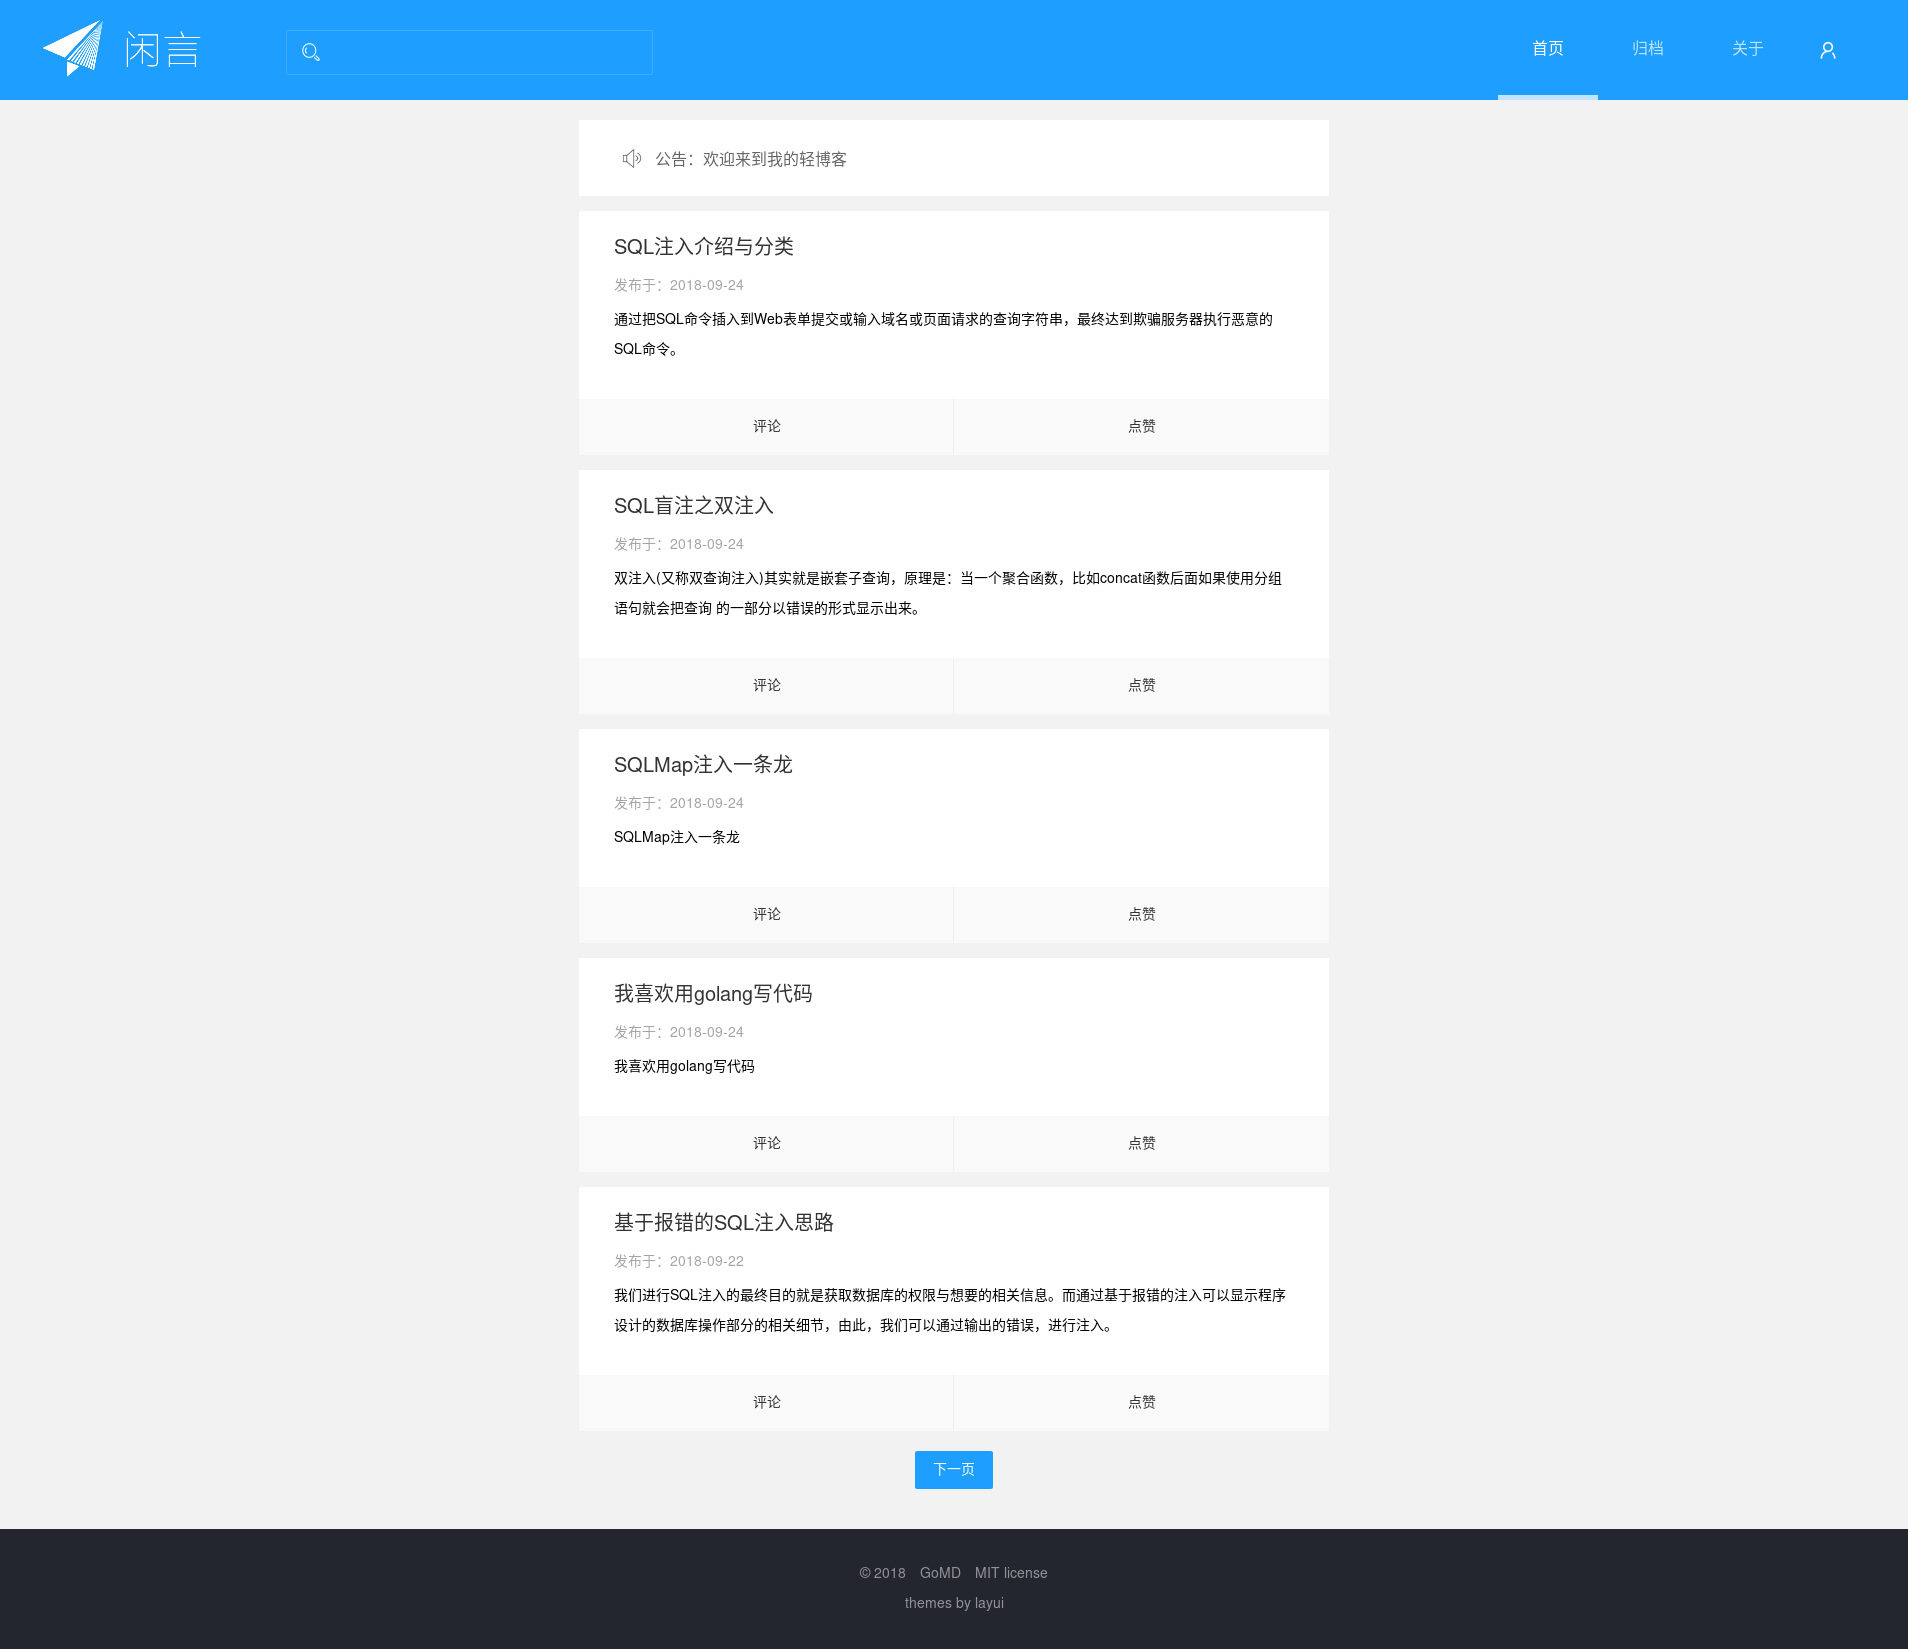 闲言
首页
归档
关于
公告：欢迎来到我的轻博客
SQL注入介绍与分类
发布于：2018-09-24
通过把SQL命令插入到Web表单提交或输入域名或页面请求的查询字符串，最终达到欺骗服务器执行恶意的
SQL命令。
评论
点赞
SQL盲注之双注入
发布于：2018-09-24
双注入(又称双查询注入)其实就是嵌套子查询，原理是：当一个聚合函数，比如concat函数后面如果使用分组
语句就会把查询 的一部分以错误的形式显示出来。
评论
点赞
SQLMap注入一条龙
发布于：2018-09-24
SQLMap注入一条龙
评论
点赞
我喜欢用golang写代码
发布于：2018-09-24
我喜欢用golang写代码
评论
点赞
基于报错的SQL注入思路
发布于：2018-09-22
我们进行SQL注入的最终目的就是获取数据库的权限与想要的相关信息。而通过基于报错的注入可以显示程序
设计的数据库操作部分的相关细节，由此，我们可以通过输出的错误，进行注入。
评论
点赞
下一页
© 2018 GoMD MIT license
themes by layui